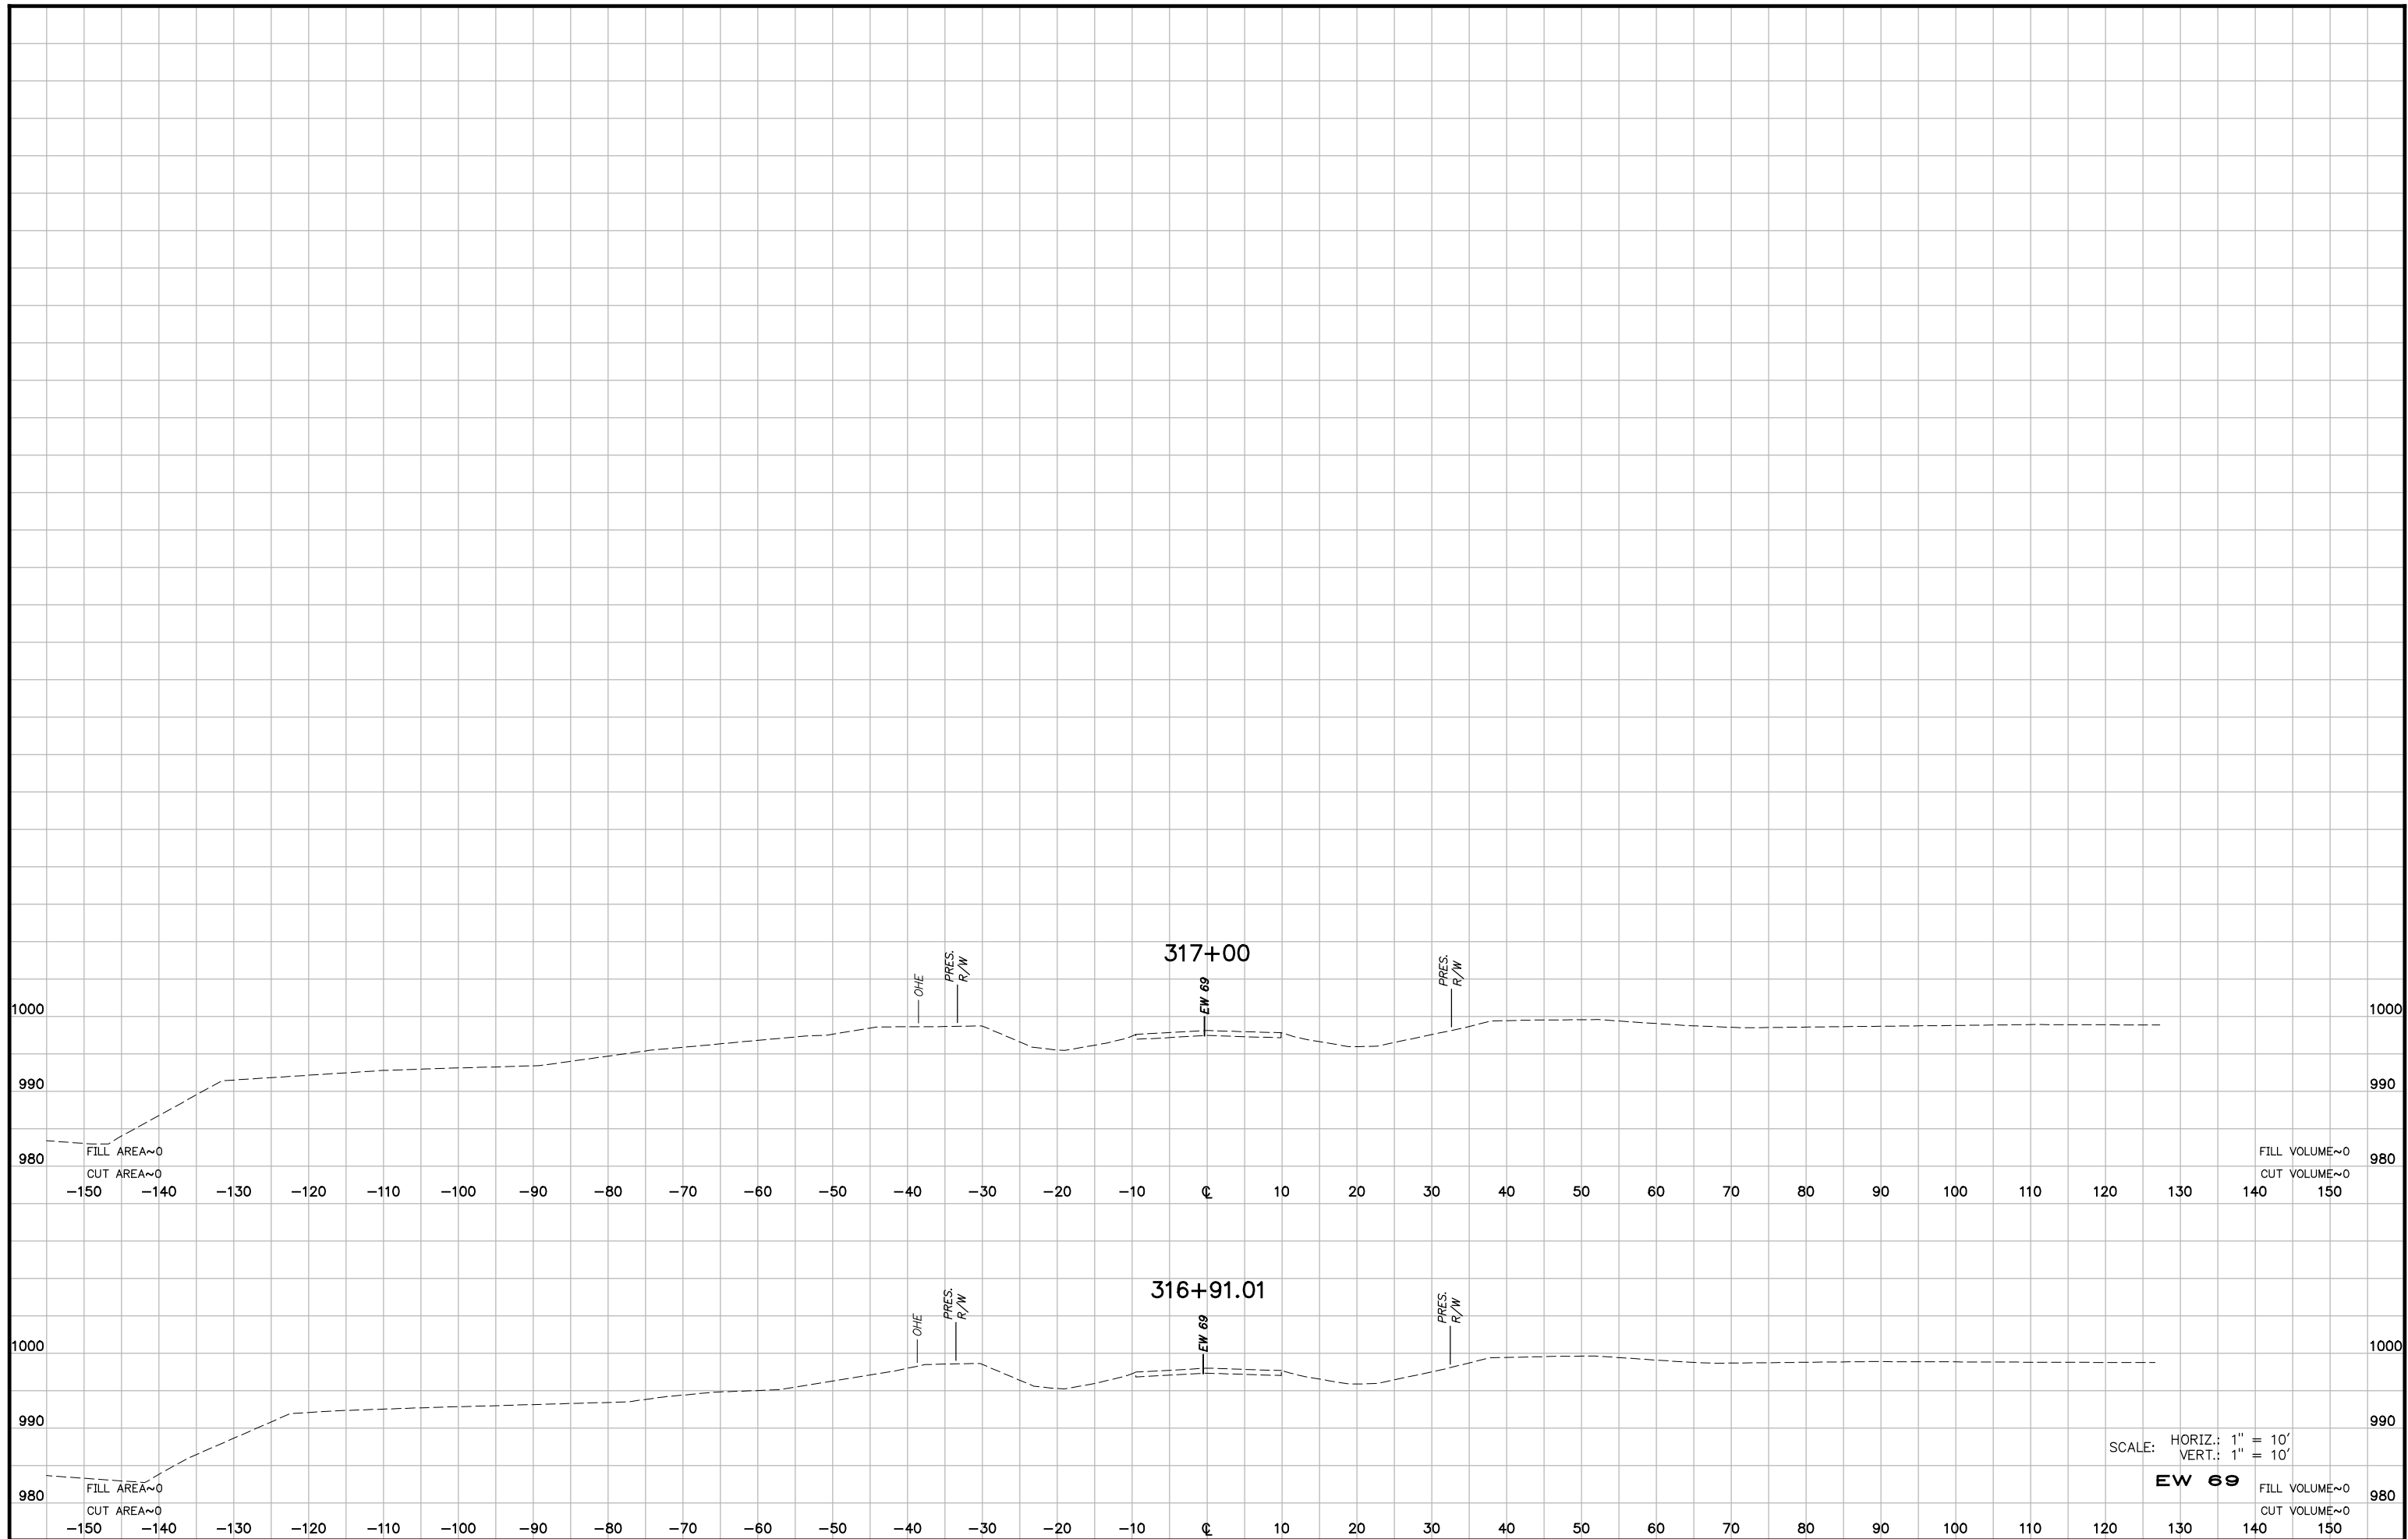 317+00
OHE
PRES.
R/W
EW 69
PRES.
R/W
1000 1000
990 990
FILL AREA~0 FILL VOLUME~0
980 980
CUT AREA~0 CUT VOLUME~0
-150 -140 -130 -120 -110 -100 -90 -80 -70 -60 -50 -40 -30 -20 -10 ℄ 10 20 30 40 50 60 70 80 90 100 110 120 130 140 150
316+91.01
OHE
PRES.
R/W
EW 69
PRES.
R/W
1000 1000
990 990
SCALE: HORIZ.: 1" = 10'
VERT.: 1" = 10'
EW 69
FILL AREA~0 FILL VOLUME~0
980 980
CUT AREA~0 CUT VOLUME~0
-150 -140 -130 -120 -110 -100 -90 -80 -70 -60 -50 -40 -30 -20 -10 ℄ 10 20 30 40 50 60 70 80 90 100 110 120 130 140 150